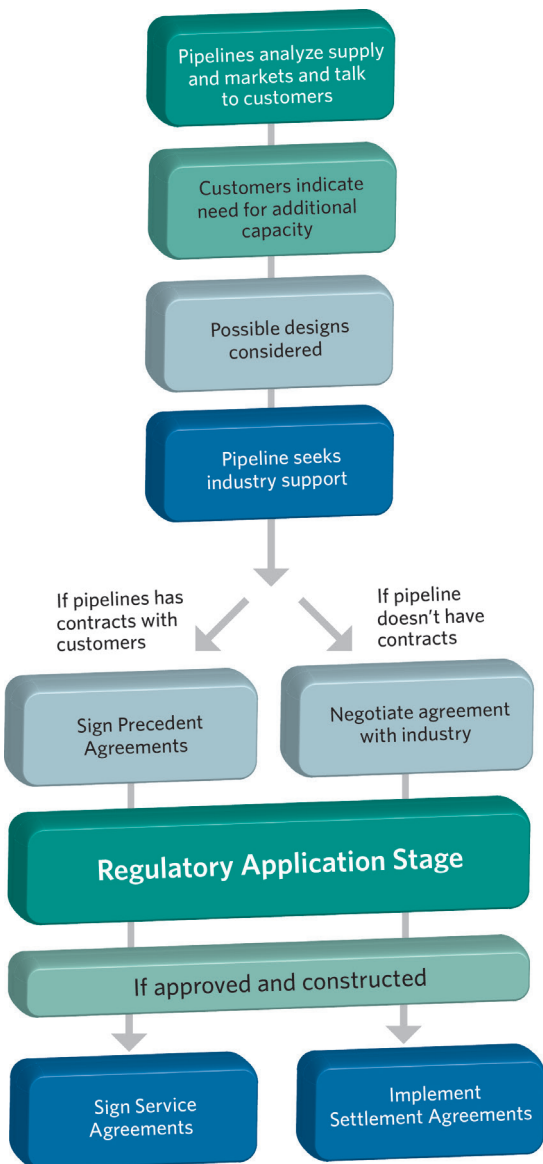 Pipelines analyze supply
and markets and talk
to customers
Customers indicate
need for additional
capacity
Possible designs
considered
Pipeline seeks
industry support
If pipelines has
contracts with
customers
If pipeline
doesn't have
contracts
Sign Precedent
Agreements
Negotiate agreement
with industry
Regulatory Application Stage
If approved and constructed
Sign Service
Agreements
Implement
Settlement Agreements